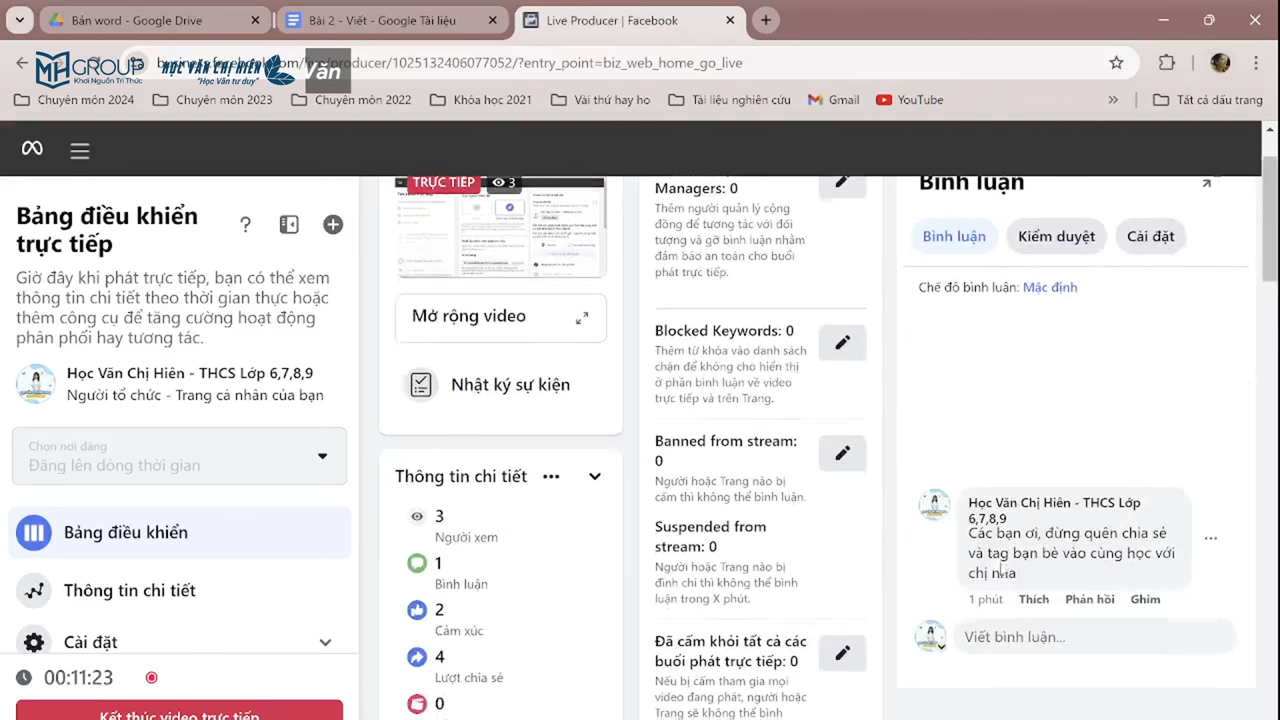 Bản word - Google Drive
Bài 2 - Viết - Google Tài liệu
Live Producer | Facebook
MH GROUP
Khơi Nguồn Tri Thức
HỌC VĂN CHỊ HIÊN
"Học Văn tư duy"
Văn
/producer/1025132406077052/?entry_point=biz_web_home_go_live
Chuyên môn 2024
Chuyên môn 2023
Chuyên môn 2022
Khóa học 2021
Vài thứ hay ho
Tài liệu nghiên cứu
Gmail
YouTube
Tất cả dấu trang
Bảng điều khiển
trực tiếp
Giờ đây khi phát trực tiếp, bạn có thể xem
thông tin chi tiết theo thời gian thực hoặc
thêm công cụ để tăng cường hoạt động
phân phối hay tương tác.
Học Văn Chị Hiên - THCS Lớp 6,7,8,9
Người tổ chức - Trang cá nhân của bạn
Chọn nơi đăng
Đăng lên dòng thời gian
Bảng điều khiển
Thông tin chi tiết
Cài đặt
00:11:23
Kết thúc video trực tiếp
TRỰC TIẾP
3
Mở rộng video
Nhật ký sự kiện
Thông tin chi tiết
3
Người xem
1
Bình luận
2
Cảm xúc
4
Lượt chia sẻ
0
Managers: 0
Thêm người quản lý cộng
đồng để tương tác với đối
tượng và gỡ bình luận nhằm
đảm bảo an toàn cho buổi
phát trực tiếp.
Blocked Keywords: 0
Thêm từ khóa vào danh sách
chặn để không cho hiển thị
ở phần bình luận về video
trực tiếp và trên Trang.
Banned from stream:
0
Người hoặc Trang nào bị
cấm thì không thể bình luận.
Suspended from
stream: 0
Người hoặc Trang nào bị
đình chỉ thì không thể bình
luận trong X phút.
Đã cấm khỏi tất cả các
buổi phát trực tiếp: 0
Nếu bị cấm tham gia mọi
video đang phát, người hoặc
Trang sẽ không thể bình
Bình luận
Bình luận
Kiểm duyệt
Cài đặt
Chế độ bình luận: Mặc định
Học Văn Chị Hiên - THCS Lớp
6,7,8,9
Các bạn ơi, đừng quên chia sẻ
và tag bạn bè vào cùng học với
chị nha
1 phút
Thích
Phản hồi
Ghim
Viết bình luận...